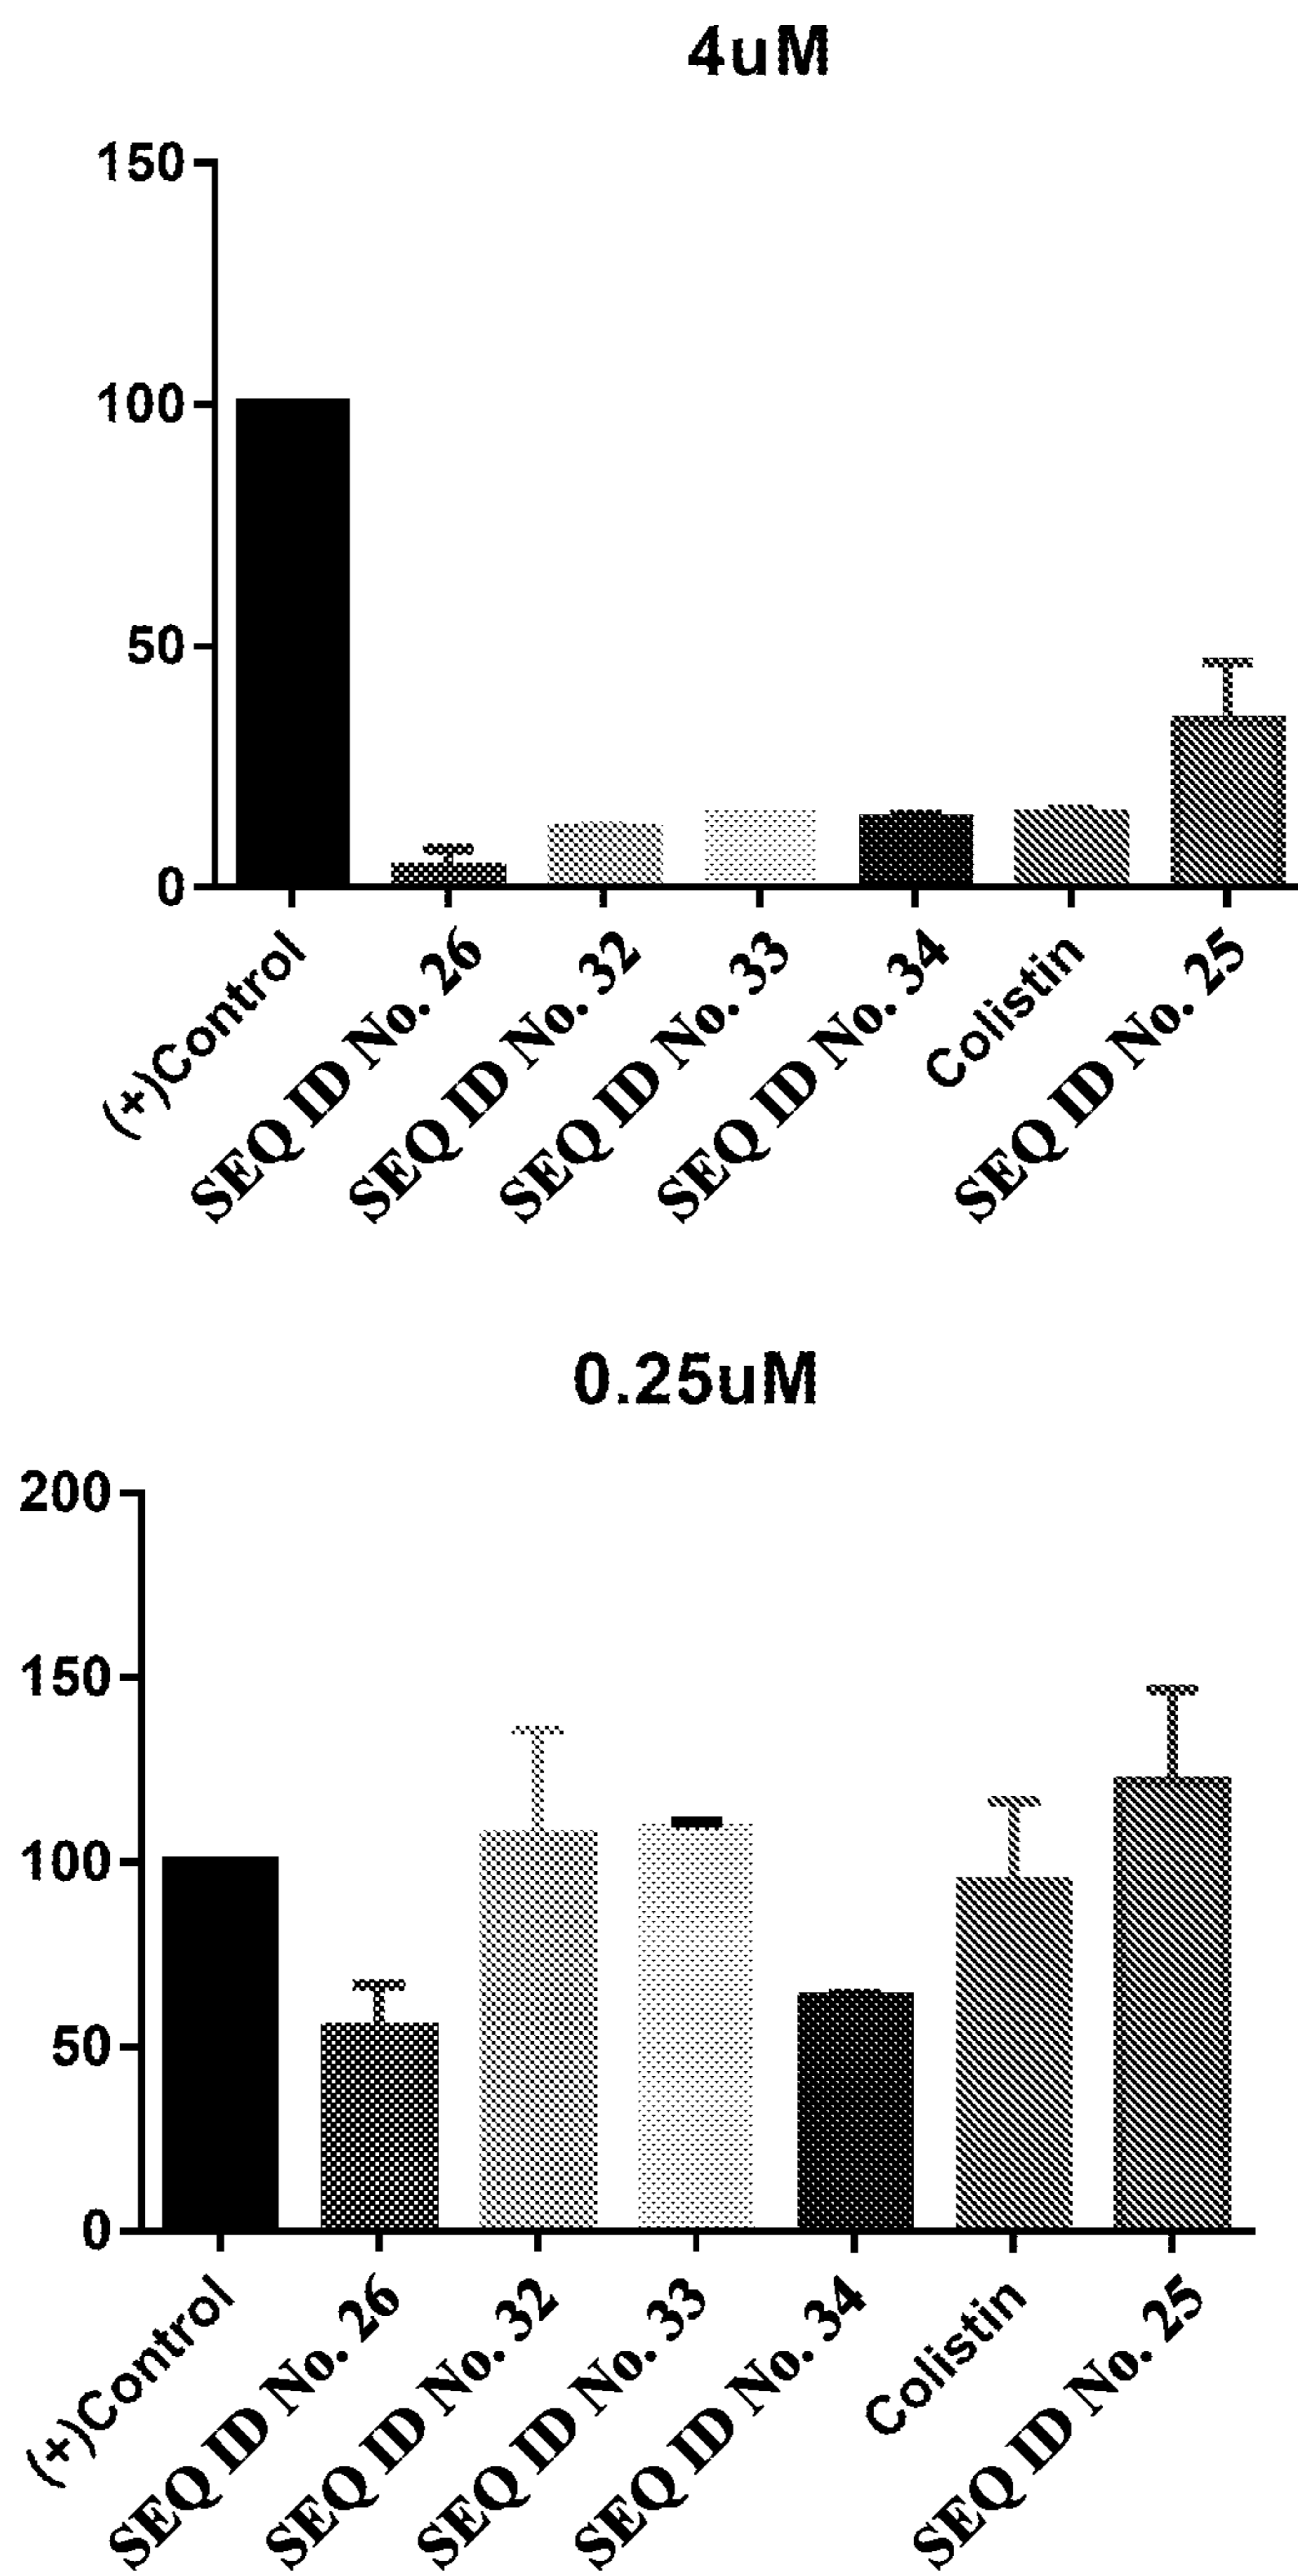 4uM
150
100
50
0
(+)Control
SEQ ID No. 26
SEQ ID No. 32
SEQ ID No. 33
SEQ ID No. 34
Colistin
SEQ ID No. 25
0.25uM
200
150
100
50
0
(+)Control
SEQ ID No. 26
SEQ ID No. 32
SEQ ID No. 33
SEQ ID No. 34
Colistin
SEQ ID No. 25